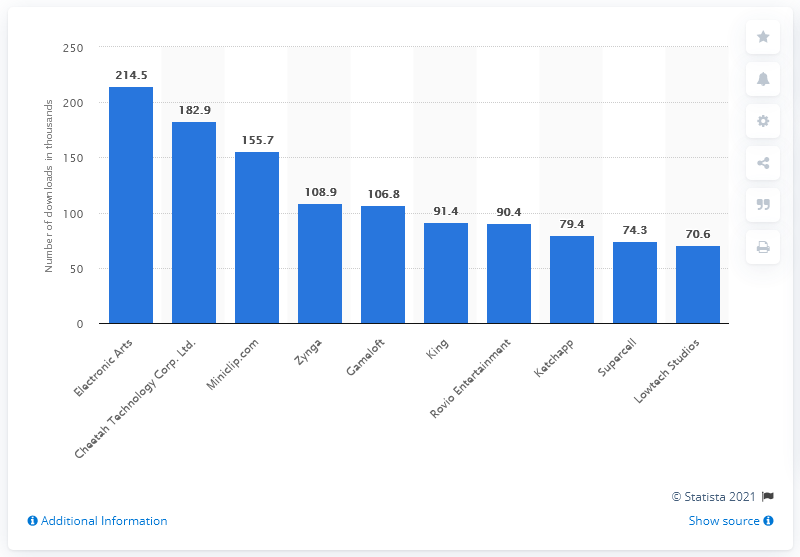 Number of downloads in thousands
250
200
150
100
50
0
214.5
182.9
155.7
108.9
106.8
91.4
90.4
79.4
74.3
70.6
Electronic Arts
Cheetah Technology Corp. Ltd.
Miniclip.com
Zynga
Gameloft
King
Rovio Entertainment
Ketchapp
Supercell
Lowtech Studios
© Statista 2021
Additional Information
Show source